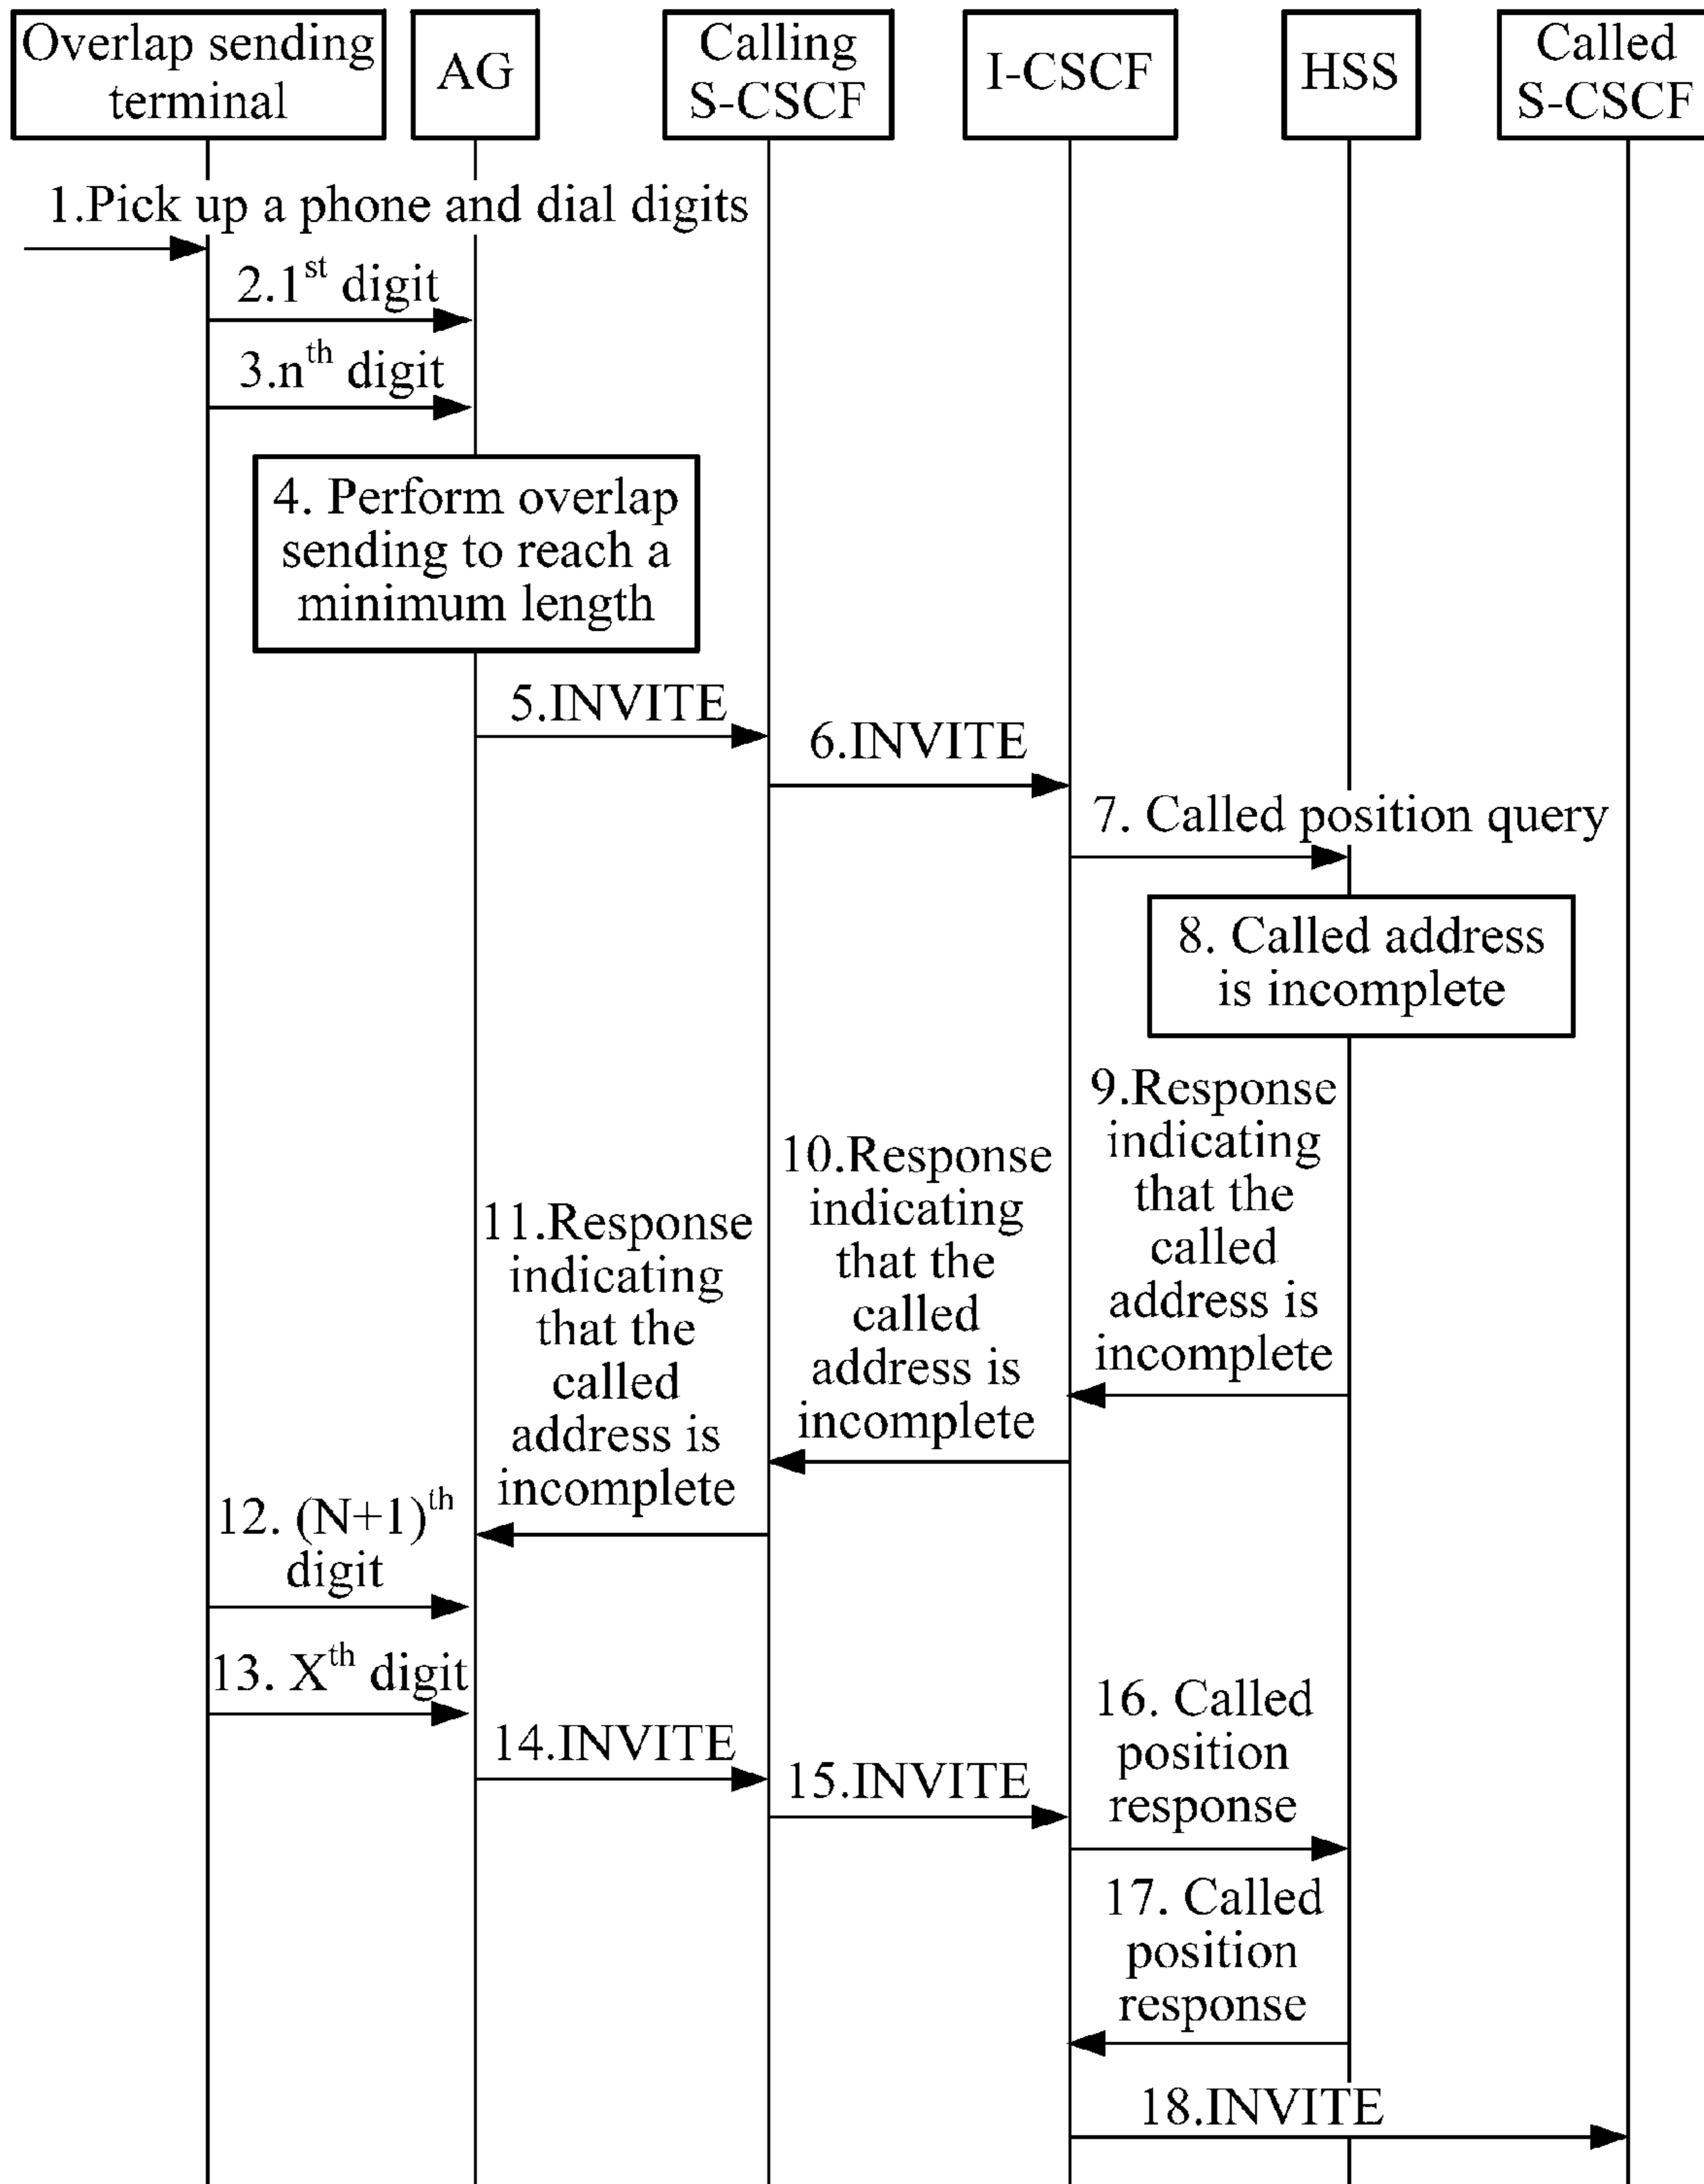 Overlap sending
terminal
AG
Calling
S-CSCF
I-CSCF
HSS
Called
S-CSCF
1.Pick up a phone and dial digits
2.1st digit
3.nth digit
4. Perform overlap
sending to reach a
minimum length
5.INVITE
6.INVITE
7. Called position query
8. Called address
is incomplete
9.Response
indicating
that the
called
address is
incomplete
10.Response
indicating
that the
called
address is
incomplete
11.Response
indicating
that the
called
address is
incomplete
12. (N+1)th
digit
13. Xth digit
14.INVITE
15.INVITE
16. Called
position
response
17. Called
position
response
18.INVITE